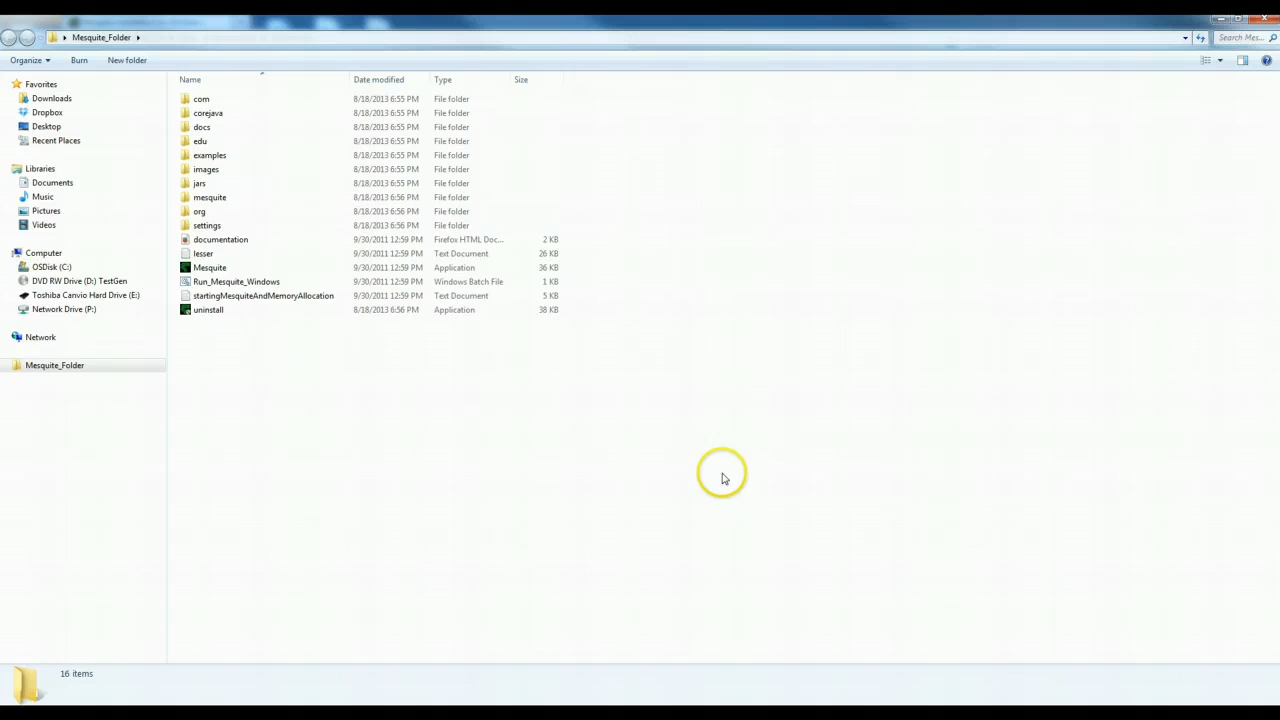 Mesquite_Folder
Search Mes...
Organize Burn New folder
Name Date modified Type Size
Favorites
Downloads
Dropbox
Desktop
Recent Places
Libraries
Documents
Music
Pictures
Videos
Computer
OSDisk (C:)
DVD RW Drive (D:) TestGen
Toshiba Canvio Hard Drive (E:)
Network Drive (P:)
Network
Mesquite_Folder
com 8/18/2013 6:55 PM File folder
corejava 8/18/2013 6:55 PM File folder
docs 8/18/2013 6:55 PM File folder
edu 8/18/2013 6:55 PM File folder
examples 8/18/2013 6:55 PM File folder
images 8/18/2013 6:55 PM File folder
jars 8/18/2013 6:55 PM File folder
mesquite 8/18/2013 6:56 PM File folder
org 8/18/2013 6:56 PM File folder
settings 8/18/2013 6:56 PM File folder
documentation 9/30/2011 12:59 PM Firefox HTML Doc... 2 KB
lesser 9/30/2011 12:59 PM Text Document 26 KB
Mesquite 9/30/2011 12:59 PM Application 36 KB
Run_Mesquite_Windows 9/30/2011 12:59 PM Windows Batch File 1 KB
startingMesquiteAndMemoryAllocation 9/30/2011 12:59 PM Text Document 5 KB
uninstall 8/18/2013 6:56 PM Application 38 KB
16 items